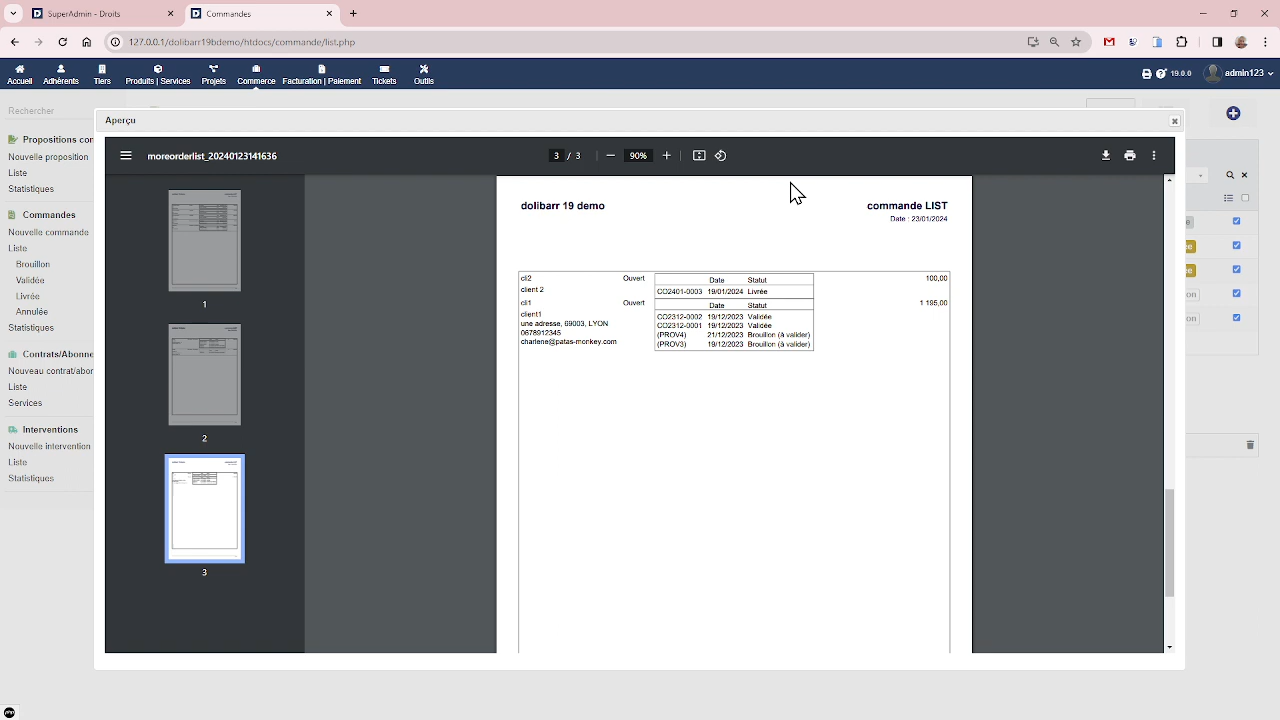 SuperAdmin - Droits
Commandes
127.0.0.1/dolibarr19bdemo/htdocs/commande/list.php
Accueil
Adhérents
Tiers
Produits | Services
Projets
Commerce
Facturation | Paiement
Tickets
Outils
19.0.0
admin123
Rechercher
Propositions con
Nouvelle proposition
Liste
Statistiques
Commandes
Nouvelle commande
Liste
Brouillon
Validée
Livrée
Annulée
Statistiques
Contrats/Abonn
Nouveau contrat/abor
Liste
Services
Interventions
Nouvelle intervention
Liste
Statistiques
Aperçu
moreorderlist_20240123141636
3 / 3
90%
1
2
3
dolibarr 19 demo
commande LIST
Date : 23/01/2024
cli2 Ouvert Date Statut 100,00
client 2 CO2401-0003 19/01/2024 Livrée
cli1 Ouvert Date Statut 1 195,00
client1 CO2312-0002 19/12/2023 Validée
une adresse, 69003, LYON CO2312-0001 19/12/2023 Validée
0678912345 (PROV4) 21/12/2023 Brouillon (à valider)
charlene@patas-monkey.com (PROV3) 19/12/2023 Brouillon (à valider)
php